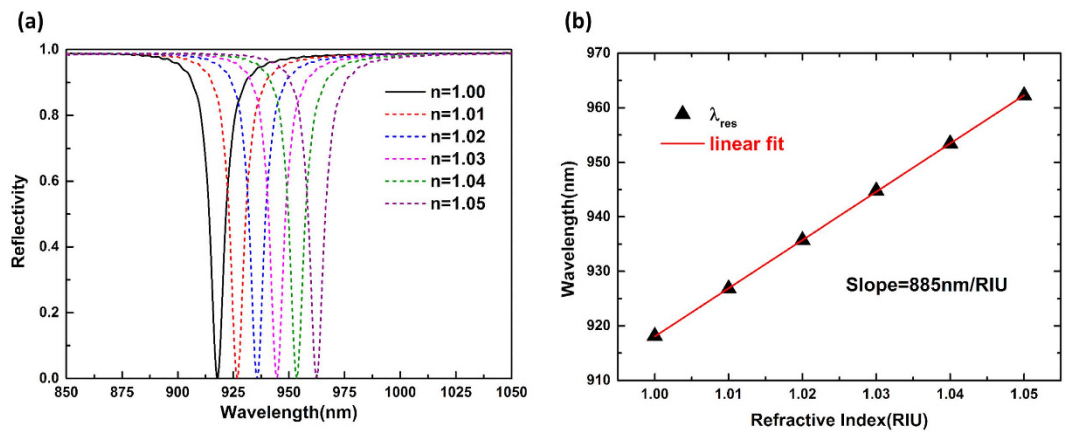 (a)
1.0
0.8
0.6
0.4
0.2
0.0
Reflectivity
850 900 925 950 975 1000 1025 1050
Wavelength(nm)
n=1.00
n=1.01
n=1.02
n=1.03
n=1.04
n=1.05
(b)
970
960
950
940
930
920
910
Wavelength(nm)
λres
linear fit
Slope=885nm/RIU
1.00 1.01 1.02 1.03 1.04 1.05
Refractive Index(RIU)